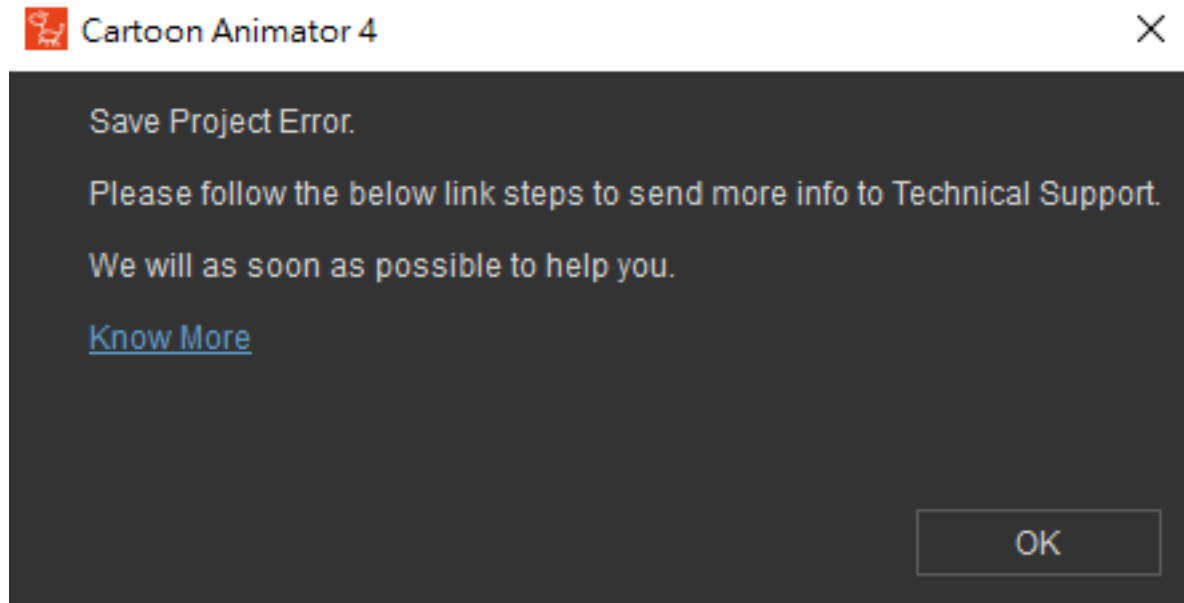 Cartoon Animator 4
Save Project Error.
Please follow the below link steps to send more info to Technical Support.
We will as soon as possible to help you.
Know More
OK